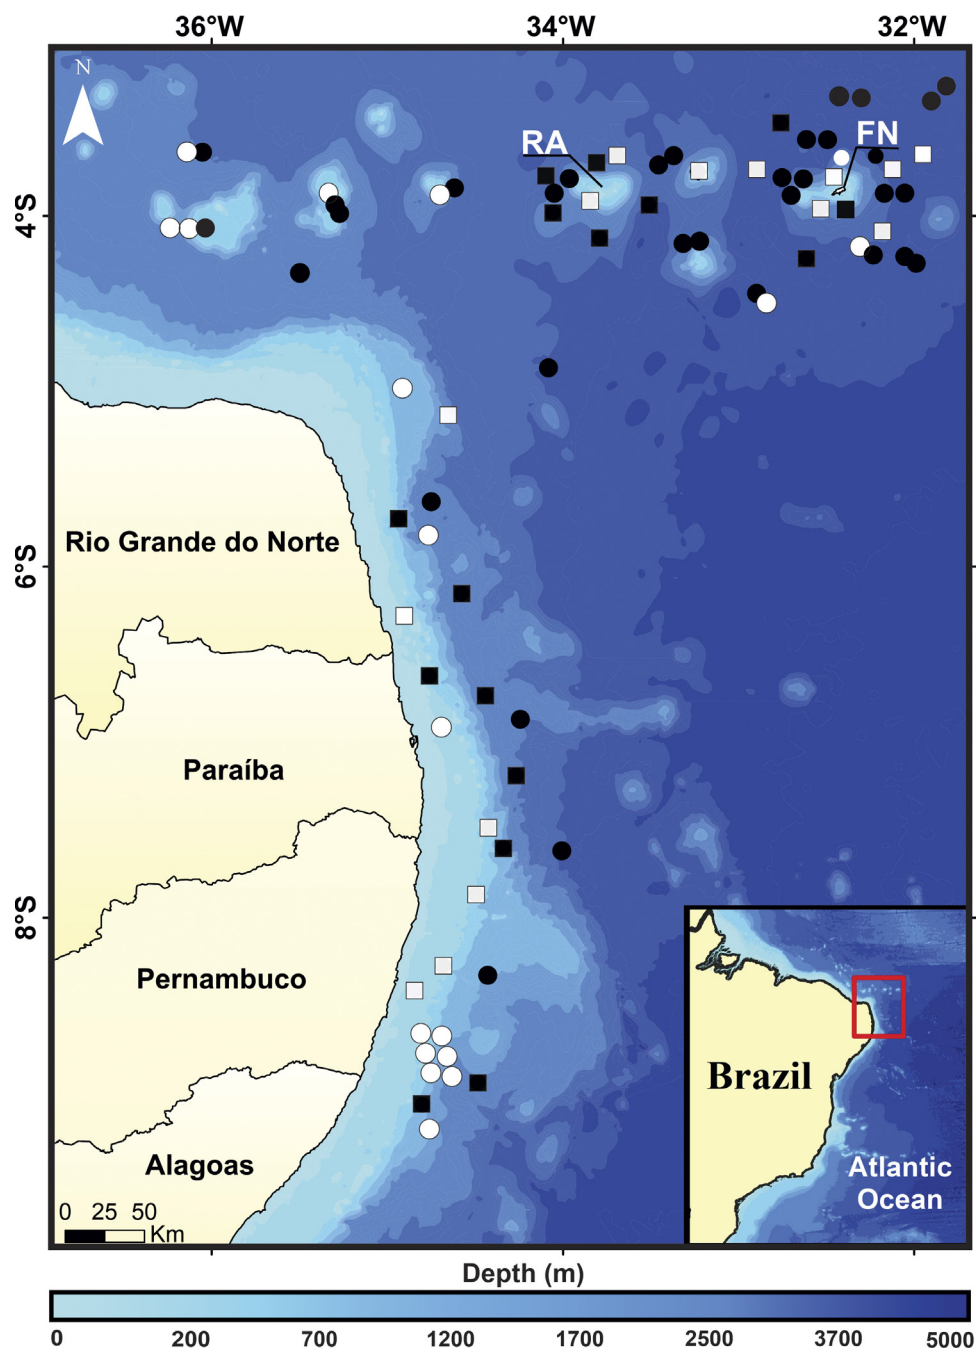 36°W 34°W 32°W
N
RA
FN
4°S
Rio Grande do Norte
6°S
Paraíba
8°S
Pernambuco
Brazil
Alagoas
Atlantic
Ocean
0 25 50
Km
Depth (m)
0 200 700 1200 1700 2500 3700 5000